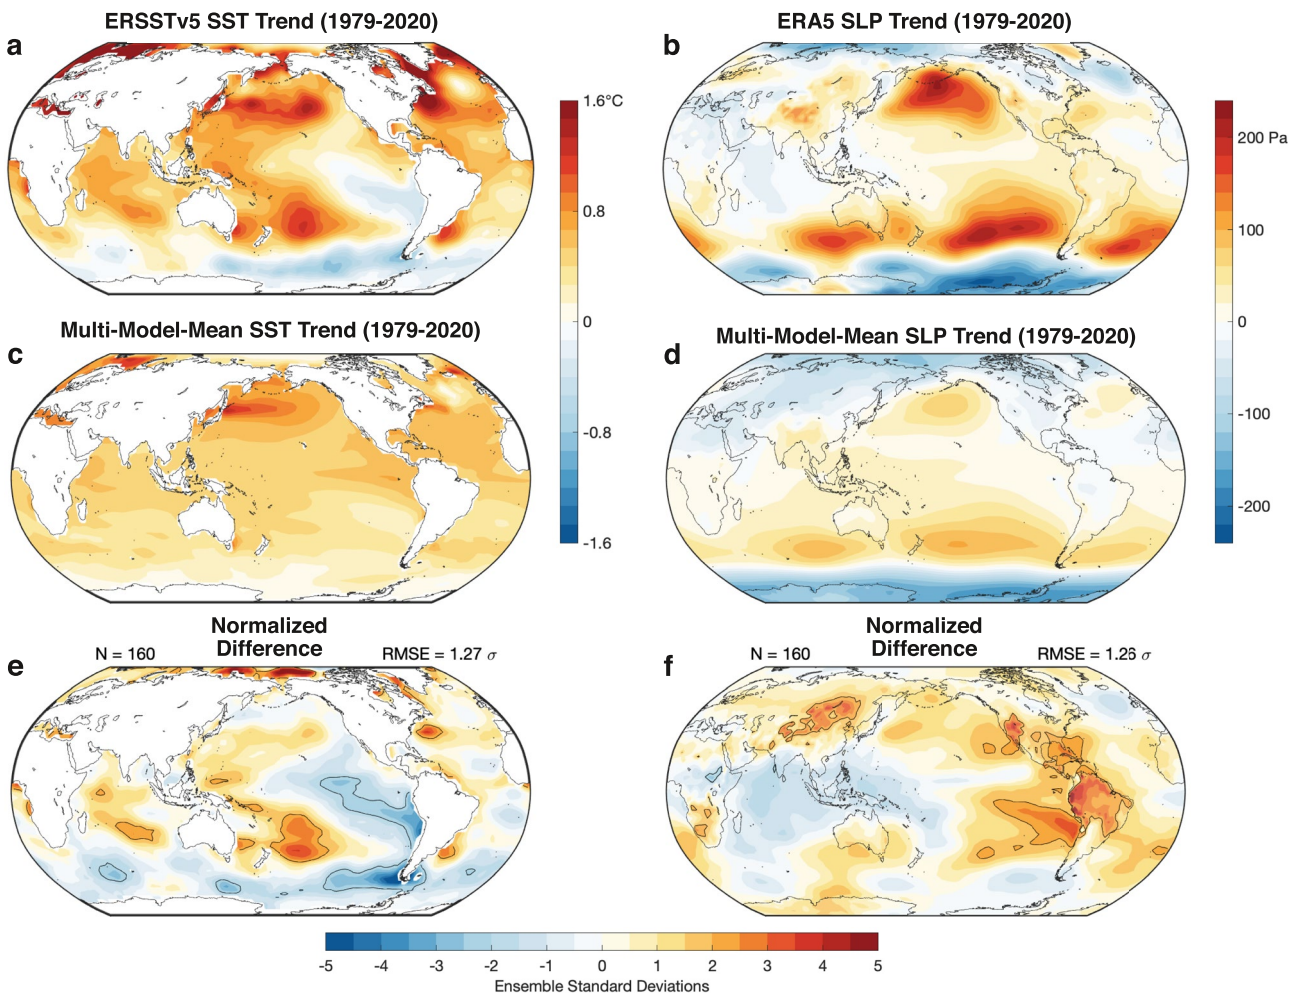 ERSSTv5 SST Trend (1979-2020)
ERA5 SLP Trend (1979-2020)
a
b
1.6°C
0.8
0
-0.8
-1.6
200 Pa
100
0
-100
-200
Multi-Model-Mean SST Trend (1979-2020)
Multi-Model-Mean SLP Trend (1979-2020)
c
d
Normalized
Difference
N = 160
RMSE = 1.27 σ
e
Normalized
Difference
N = 160
RMSE = 1.26 σ
f
-5 -4 -3 -2 -1 0 1 2 3 4 5
Ensemble Standard Deviations